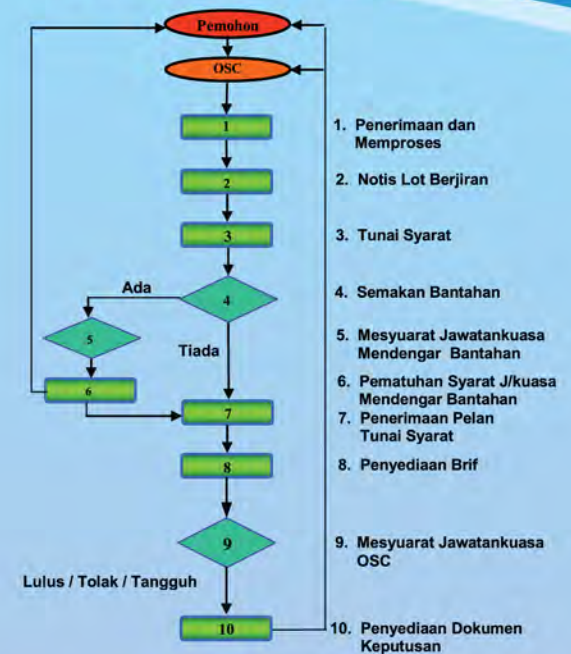 Pemohon
OSC
1
2
3
Ada
4
5
Tiada
6
7
8
9
Lulus / Tolak / Tangguh
10
1. Penerimaan dan
Memproses
2. Notis Lot Berjiran
3. Tunai Syarat
4. Semakan Bantahan
5. Mesyuarat Jawatankuasa
Mendengar Bantahan
6. Pematuhan Syarat J/kuasa
Mendengar Bantahan
7. Penerimaan Pelan
Tunai Syarat
8. Penyediaan Brif
9. Mesyuarat Jawatankuasa
OSC
10. Penyediaan Dokumen
Keputusan